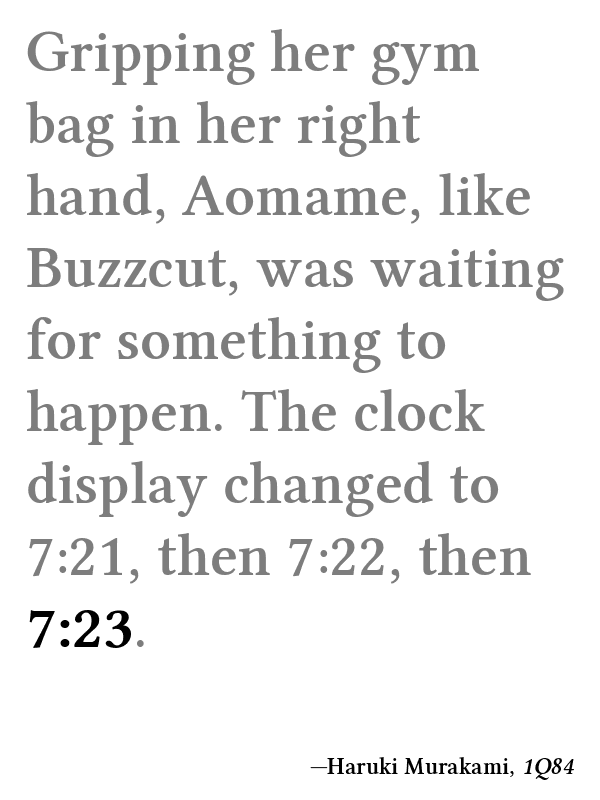 Gripping her gym
bag in her right
hand, Aomame, like
Buzzcut, was waiting
for something to
happen. The clock
display changed to
7:21, then 7:22, then
7:23.
—Haruki Murakami, 1Q84